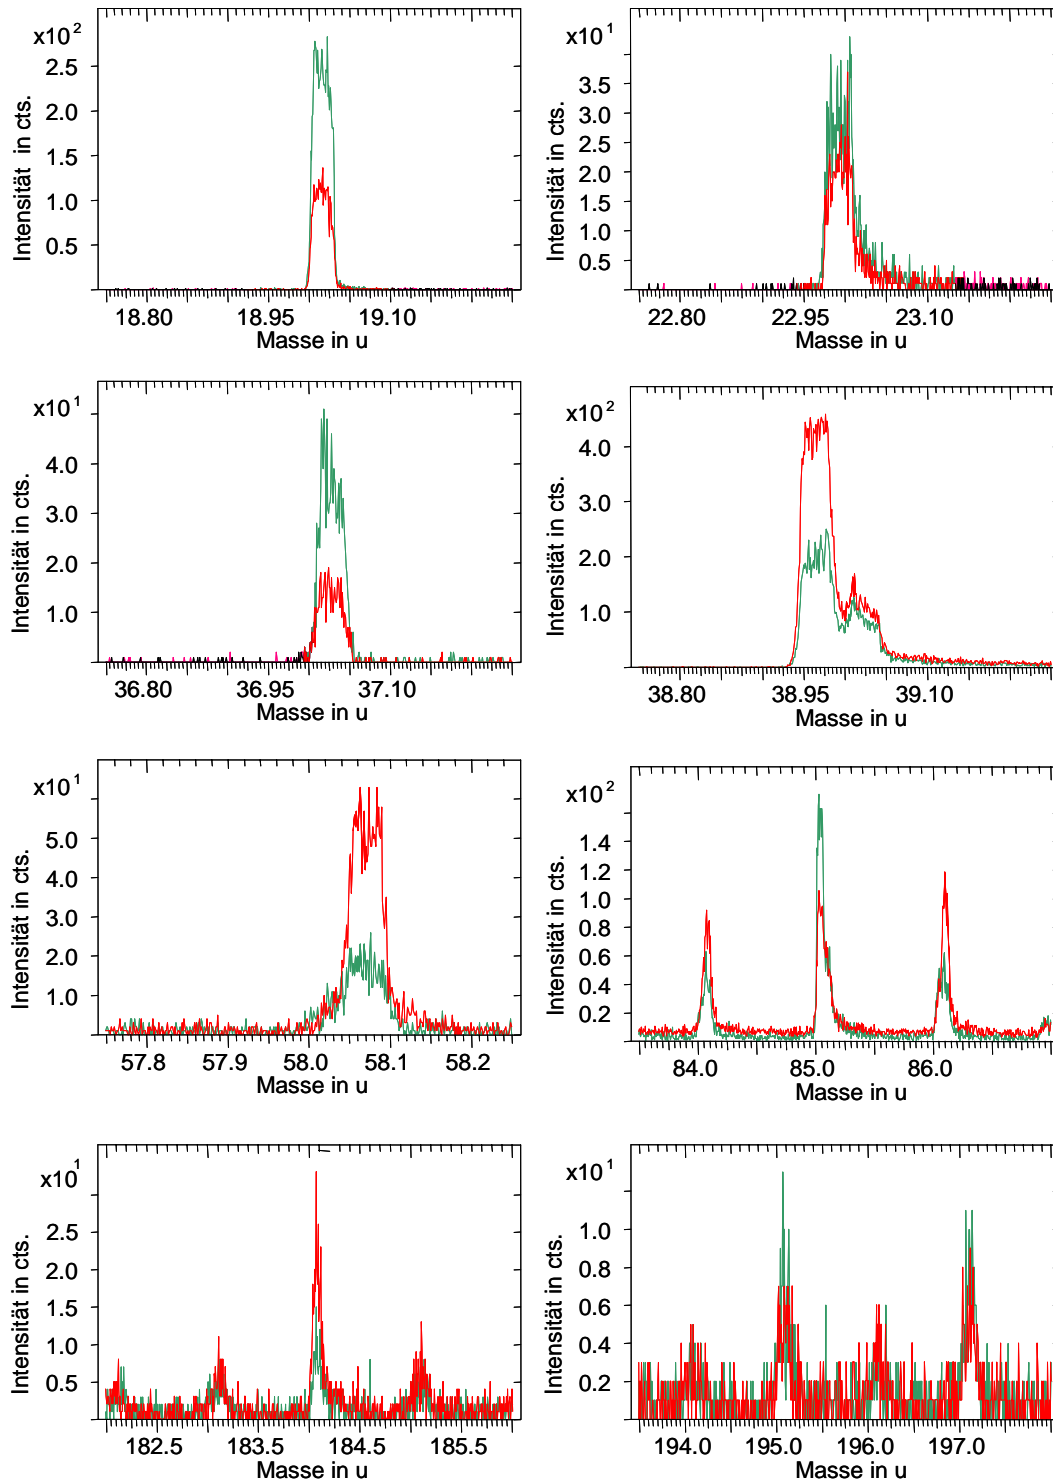 x10²
Intensität in cts.
2.5
2.0
1.5
1.0
0.5
18.80 18.95 19.10
Masse in u
x10¹
Intensität in cts.
3.5
3.0
2.5
2.0
1.5
1.0
0.5
22.80 22.95 23.10
Masse in u
x10¹
Intensität in cts.
4.0
3.0
2.0
1.0
36.80 36.95 37.10
Masse in u
x10²
Intensität in cts.
4.0
3.0
2.0
1.0
38.80 38.95 39.10
Masse in u
x10¹
Intensität in cts.
5.0
4.0
3.0
2.0
1.0
57.8 57.9 58.0 58.1 58.2
Masse in u
x10²
Intensität in cts.
1.4
1.2
0.8
0.6
0.4
0.2
84.0 85.0 86.0
Masse in u
x10¹
Intensität in cts.
2.5
2.0
1.5
1.0
0.5
182.5 183.5 184.5 185.5
Masse in u
x10¹
Intensität in cts.
1.0
0.8
0.6
0.4
0.2
194.0 195.0 196.0 197.0
Masse in u